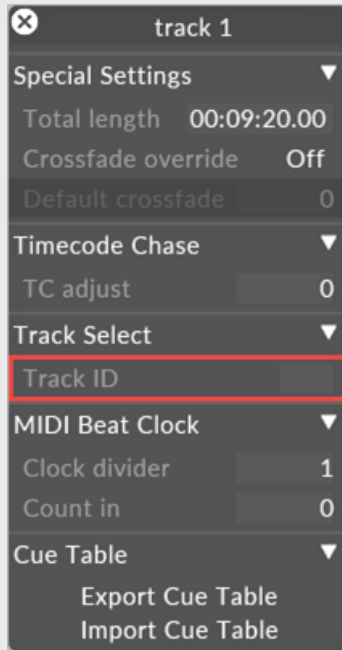 track 1
Special Settings
Total length 00:09:20.00
Crossfade override Off
Default crossfade 0
Timecode Chase
TC adjust 0
Track Select
Track ID
MIDI Beat Clock
Clock divider 1
Count in 0
Cue Table
Export Cue Table
Import Cue Table